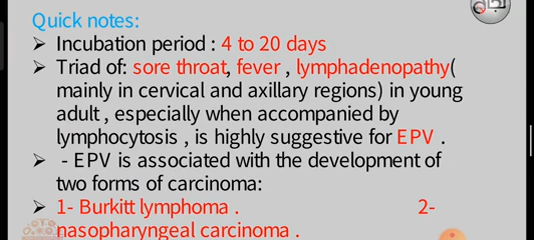 Quick notes:
➤ Incubation period : 4 to 20 days
➤ Triad of: sore throat, fever , lymphadenopathy(
mainly in cervical and axillary regions) in young
adult , especially when accompanied by
lymphocytosis , is highly suggestive for EPV .
➤ - EPV is associated with the development of
two forms of carcinoma:
➤ 1- Burkitt lymphoma . 2-
nasopharyngeal carcinoma .